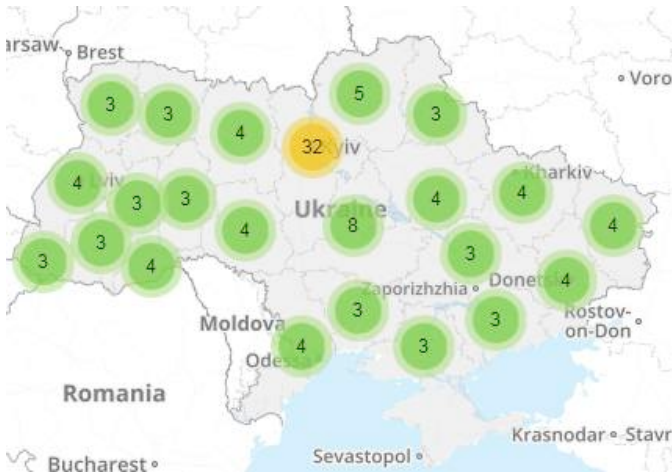 arsaw
Brest
Voro
5
3
3
3
4
32
Kyiv
Kharkiv
4
Lviv
3
3
4
4
4
Ukraine
8
4
3
3
4
3
Donets
4
Zaporizhzhia
3
3
Rostov-
on-Don
Moldova
4
Odessa
3
Romania
Krasnodar
Stavr
Sevastopol
Bucharest